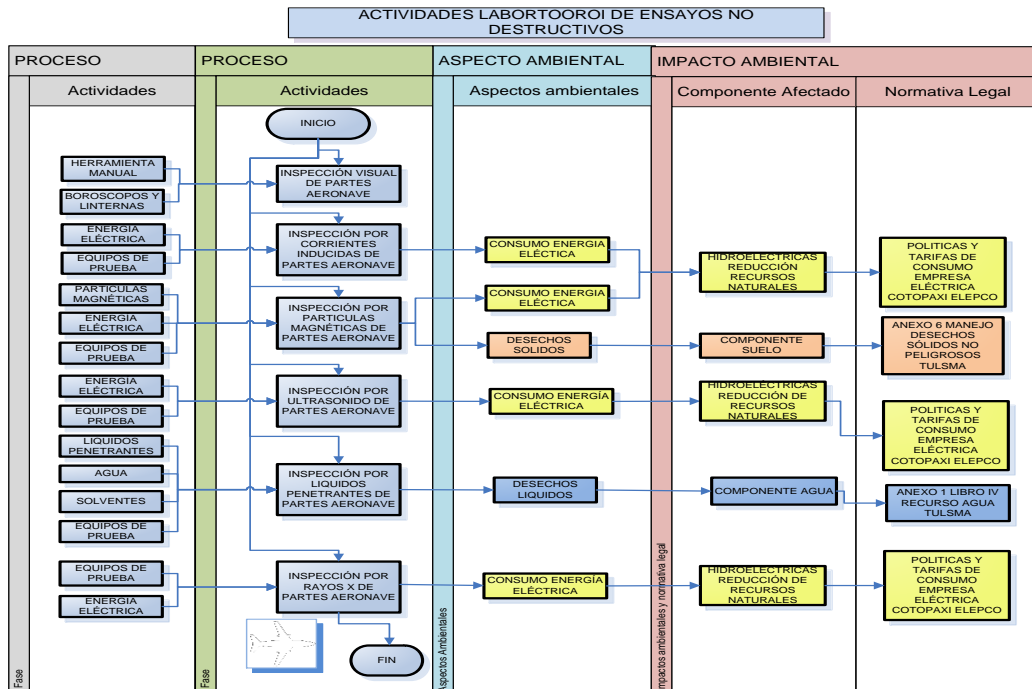 ACTIVIDADES LABORTOOROI DE ENSAYOS NO
DESTRUCTIVOS
PROCESO
PROCESO
ASPECTO AMBIENTAL
IMPACTO AMBIENTAL
Actividades
Actividades
Aspectos ambientales
Componente Afectado
Normativa Legal
INICIO
HERRAMIENTA
MANUAL
BOROSCOPOS Y
LINTERNAS
INSPECCIÓN VISUAL
DE PARTES
AERONAVE
ENERGIA
ELÉCTRICA
EQUIPOS DE
PRUEBA
INSPECCIÓN POR
CORRIENTES
INDUCIDAS DE
PARTES AERONAVE
CONSUMO ENERGIA
ELÉCTICA
HIDROELÉCTRICAS
REDUCCIÓN
RECURSOS
NATURALES
POLITICAS Y
TARIFAS DE
CONSUMO
EMPRESA
ELÉCTRICA
COTOPAXI ELEPCO
PARTICULAS
MAGNÉTICAS
ENERGÍA
ELÉCTRICA
EQUIPOS DE
PRUEBA
INSPECCIÓN POR
PARTICULAS
MAGNÉTICAS DE
PARTES AERONAVE
CONSUMO ENERGIA
ELÉCTICA
DESECHOS
SOLIDOS
COMPONENTE
SUELO
ANEXO 6 MANEJO
DESECHOS
SÓLIDOS NO
PELIGROSOS
TULSMA
ENERGÍA
ELÉCTRICA
EQUIPOS DE
PRUEBA
INSPECCIÓN POR
ULTRASONIDO DE
PARTES AERONAVE
CONSUMO ENERGÍA
ELÉCTRICA
HIDROELÉCTRICAS
REDUCCIÓN DE
RECURSOS
NATURALES
POLITICAS Y
TARIFAS DE
CONSUMO
EMPRESA
ELÉCTRICA
COTOPAXI ELEPCO
LIQUIDOS
PENETRANTES
AGUA
SOLVENTES
EQUIPOS DE
PRUEBA
INSPECCIÓN POR
LIQUIDOS
PENETRANTES DE
PARTES AERONAVE
DESECHOS
LIQUIDOS
COMPONENTE AGUA
ANEXO 1 LIBRO IV
RECURSO AGUA
TULSMA
EQUIPOS DE
PRUEBA
ENERGÍA
ELÉCTRICA
INSPECCIÓN POR
RAYOS X DE
PARTES AERONAVE
CONSUMO ENERGÍA
ELÉCTRICA
HIDROELÉCTRICAS
REDUCCIÓN DE
RECURSOS
NATURALES
POLITICAS Y
TARIFAS DE
CONSUMO
EMPRESA
ELÉCTRICA
COTOPAXI ELEPCO
FIN
Fase
Fase
Aspectos Ambientales
Impactos ambientales y normativa legal